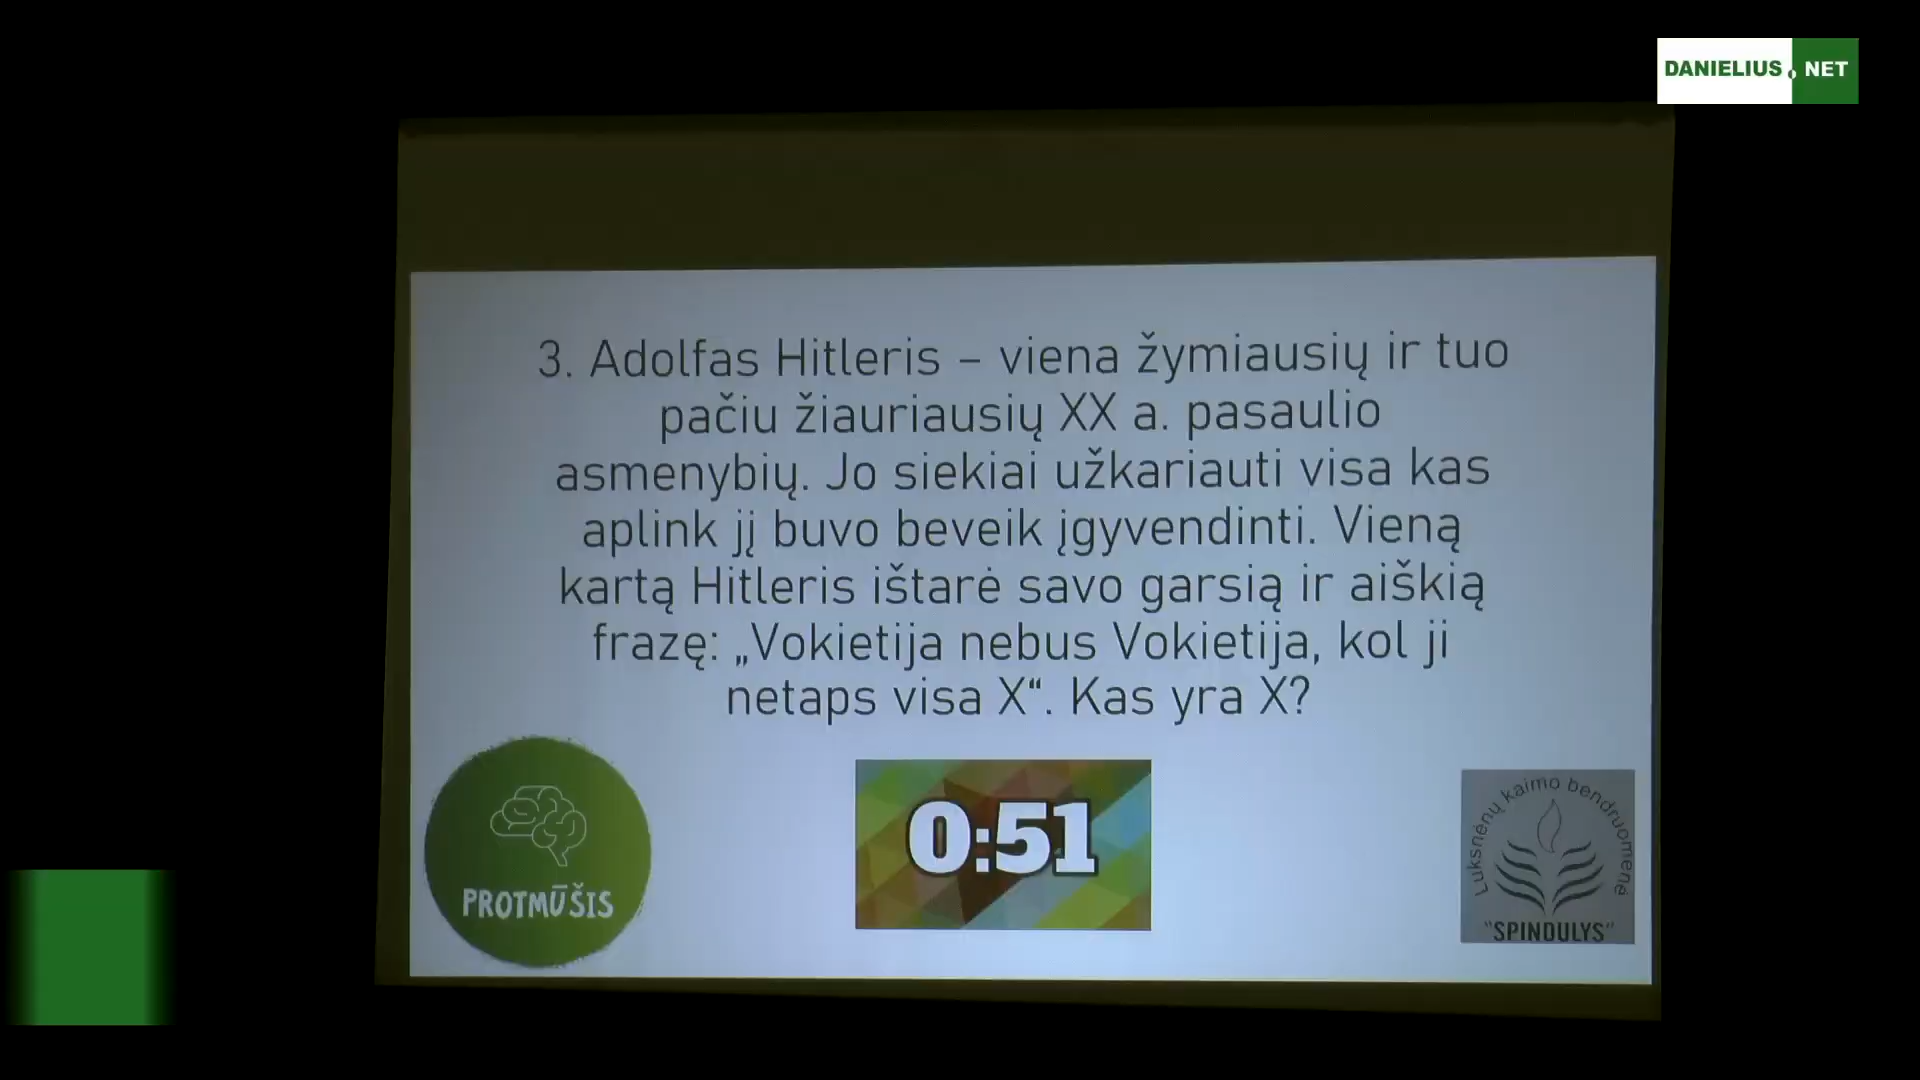 DANIELIUS.NET
3. Adolfas Hitleris – viena žymiausių ir tuo
pačiu žiauriausių XX a. pasaulio
asmenybių. Jo siekiai užkariauti visa kas
aplink jį buvo beveik įgyvendinti. Vieną
kartą Hitleris ištarė savo garsią ir aiškią
frazę: „Vokietija nebus Vokietija, kol ji
netaps visa X“. Kas yra X?
PROTMŪŠIS
0:51
Luksnėnų kaimo bendruomenė
"SPINDULYS"